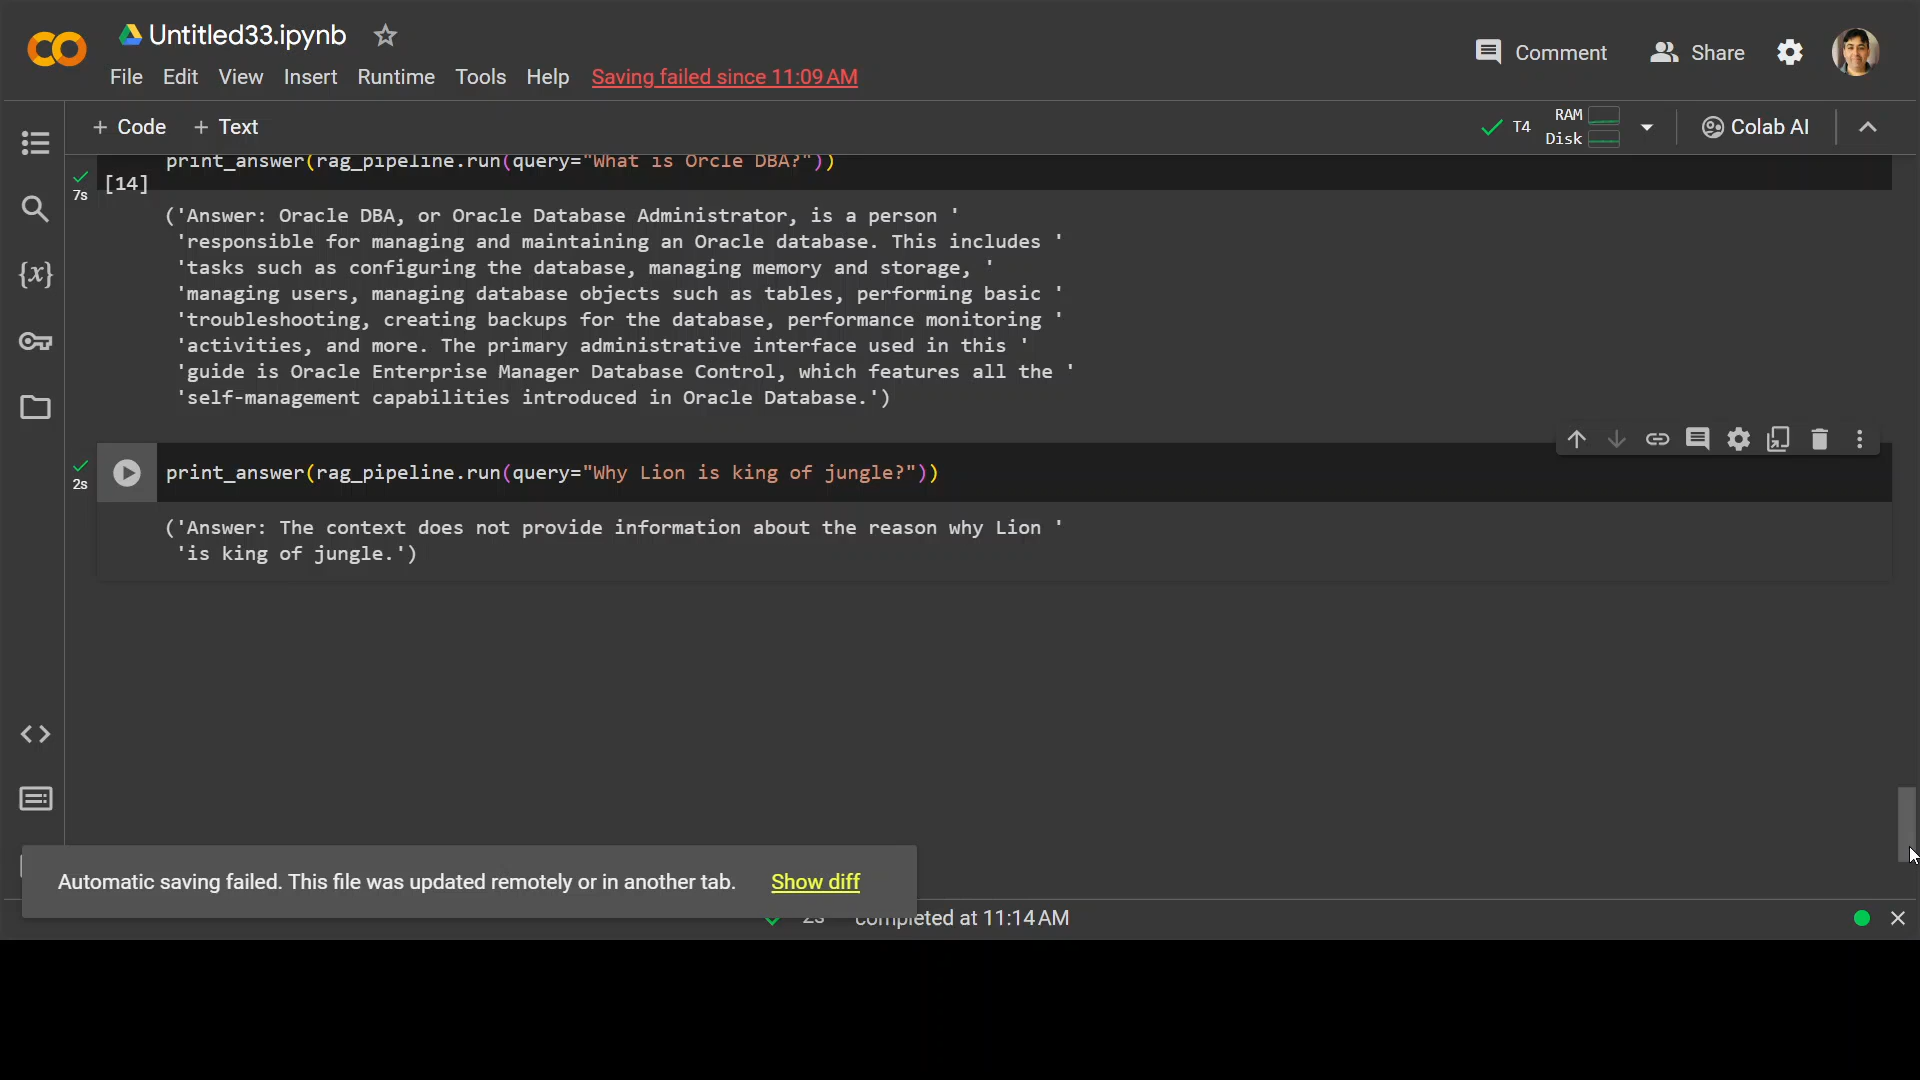 Untitled33.ipynb
File Edit View Insert Runtime Tools Help Saving failed since 11:09 AM
Comment Share
+ Code + Text
T4 RAM Disk Colab AI
print_answer(rag_pipeline.run(query="What is Orcle DBA?"))
7s [14]
('Answer: Oracle DBA, or Oracle Database Administrator, is a person '
'responsible for managing and maintaining an Oracle database. This includes '
'tasks such as configuring the database, managing memory and storage, '
'managing users, managing database objects such as tables, performing basic '
'troubleshooting, creating backups for the database, performance monitoring '
'activities, and more. The primary administrative interface used in this '
'guide is Oracle Enterprise Manager Database Control, which features all the '
'self-management capabilities introduced in Oracle Database.')
2s print_answer(rag_pipeline.run(query="Why Lion is king of jungle?"))
('Answer: The context does not provide information about the reason why Lion '
'is king of jungle.')
Automatic saving failed. This file was updated remotely or in another tab. Show diff
2s completed at 11:14 AM